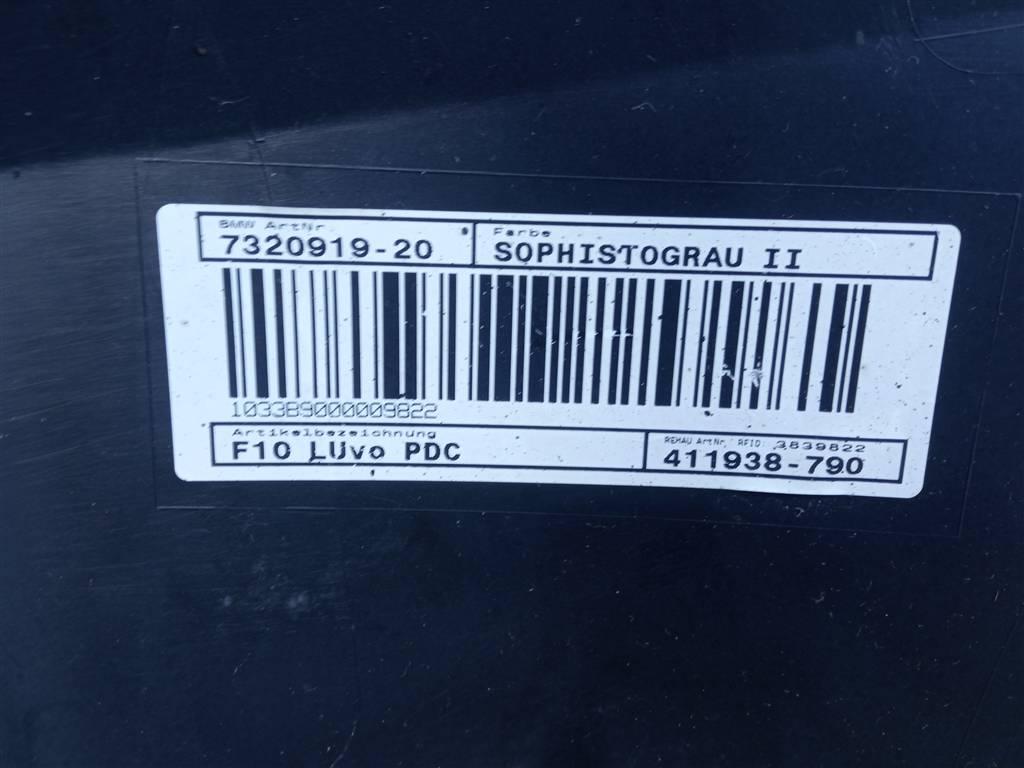 BMW ArtNr.
7320919-20
Farbe
SOPHISTOGRAU II
1033B9000009822
Artikelbezeichnung
F10 LUvo PDC
REHAU ArtNr. RFID: 3839822
411938-790